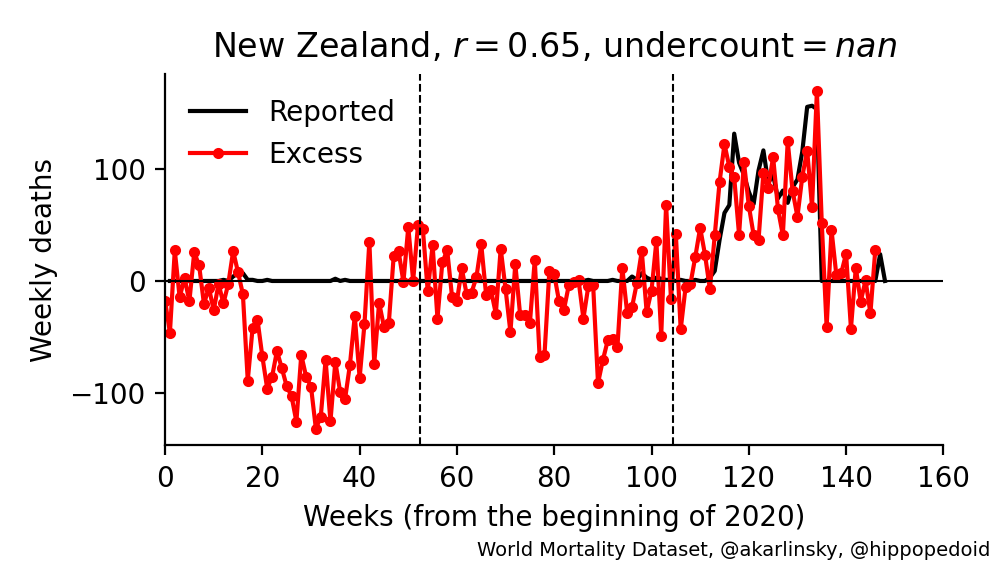 New Zealand, r = 0.65, undercount = nan
Reported
Excess
Weekly deaths
100
0
−100
0 20 40 60 80 100 120 140 160
Weeks (from the beginning of 2020)
World Mortality Dataset, @akarlinsky, @hippopedoid